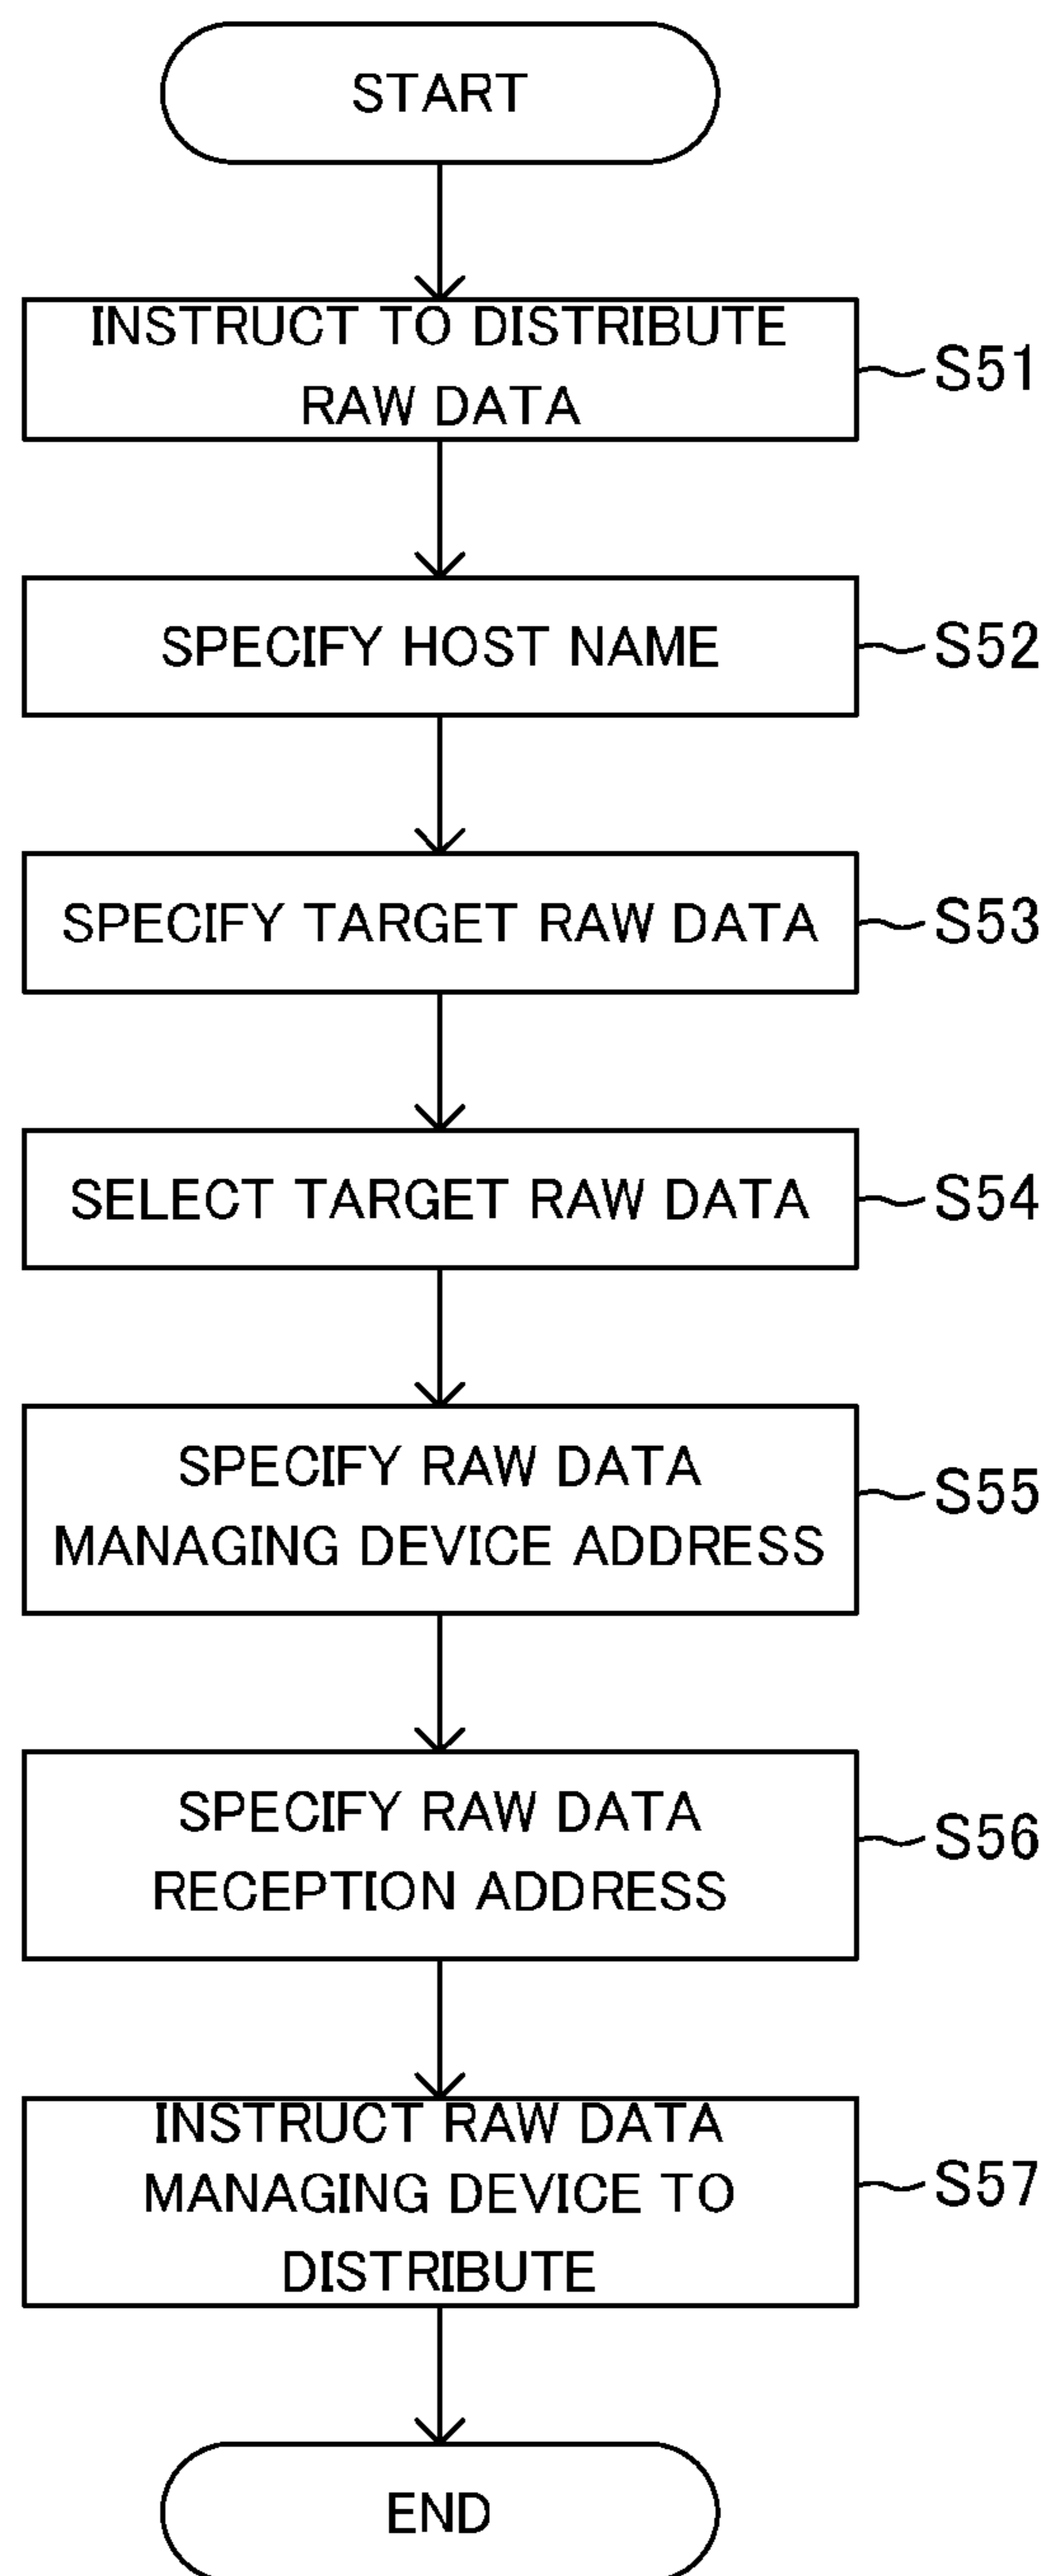 START
INSTRUCT TO DISTRIBUTE
RAW DATA
S51
SPECIFY HOST NAME
S52
SPECIFY TARGET RAW DATA
S53
SELECT TARGET RAW DATA
S54
SPECIFY RAW DATA
MANAGING DEVICE ADDRESS
S55
SPECIFY RAW DATA
RECEPTION ADDRESS
S56
INSTRUCT RAW DATA
MANAGING DEVICE TO
DISTRIBUTE
S57
END